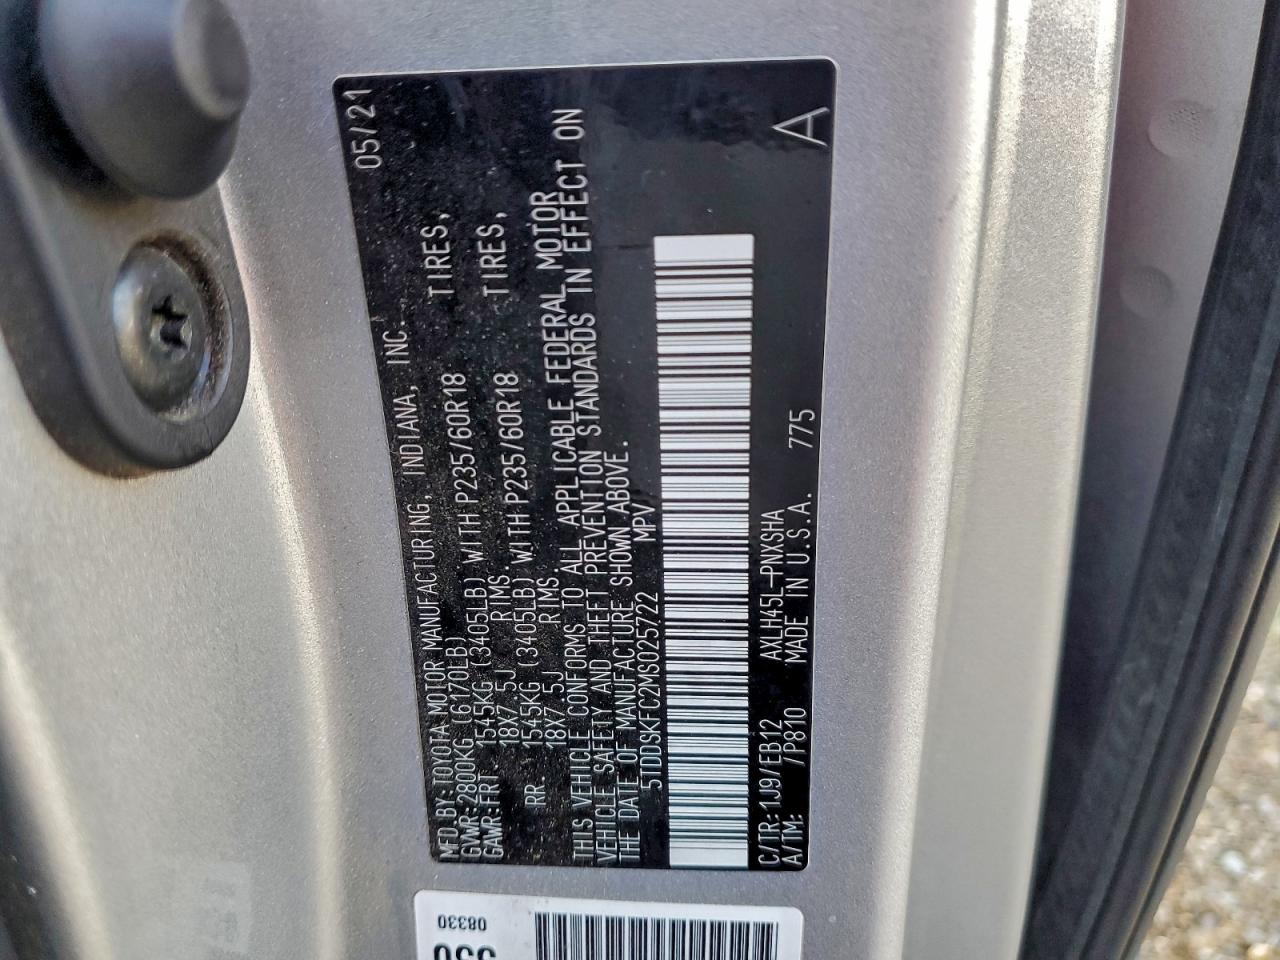 MFD BY: TOYOTA MOTOR MANUFACTURING, INDIANA, INC. 05/21
GVWR: 2800KG (6170LB)
GAWR: FRT. 1545KG (3405LB) WITH P235/60R18 TIRES,
18X7.5J RIMS.
RR. 1545KG (3405LB) WITH P235/60R18 TIRES,
18X7.5J RIMS.
THIS VEHICLE CONFORMS TO ALL APPLICABLE FEDERAL MOTOR
VEHICLE SAFETY AND THEFT PREVENTION STANDARDS IN EFFECT ON
THE DATE OF MANUFACTURE SHOWN ABOVE.
5TDDSKFC2MS025722 MPV
C/TR: 1J9/EB12 AXLH45L-PNXSHA
A/TM: /P810 MADE IN U.S.A. 775
A
08330